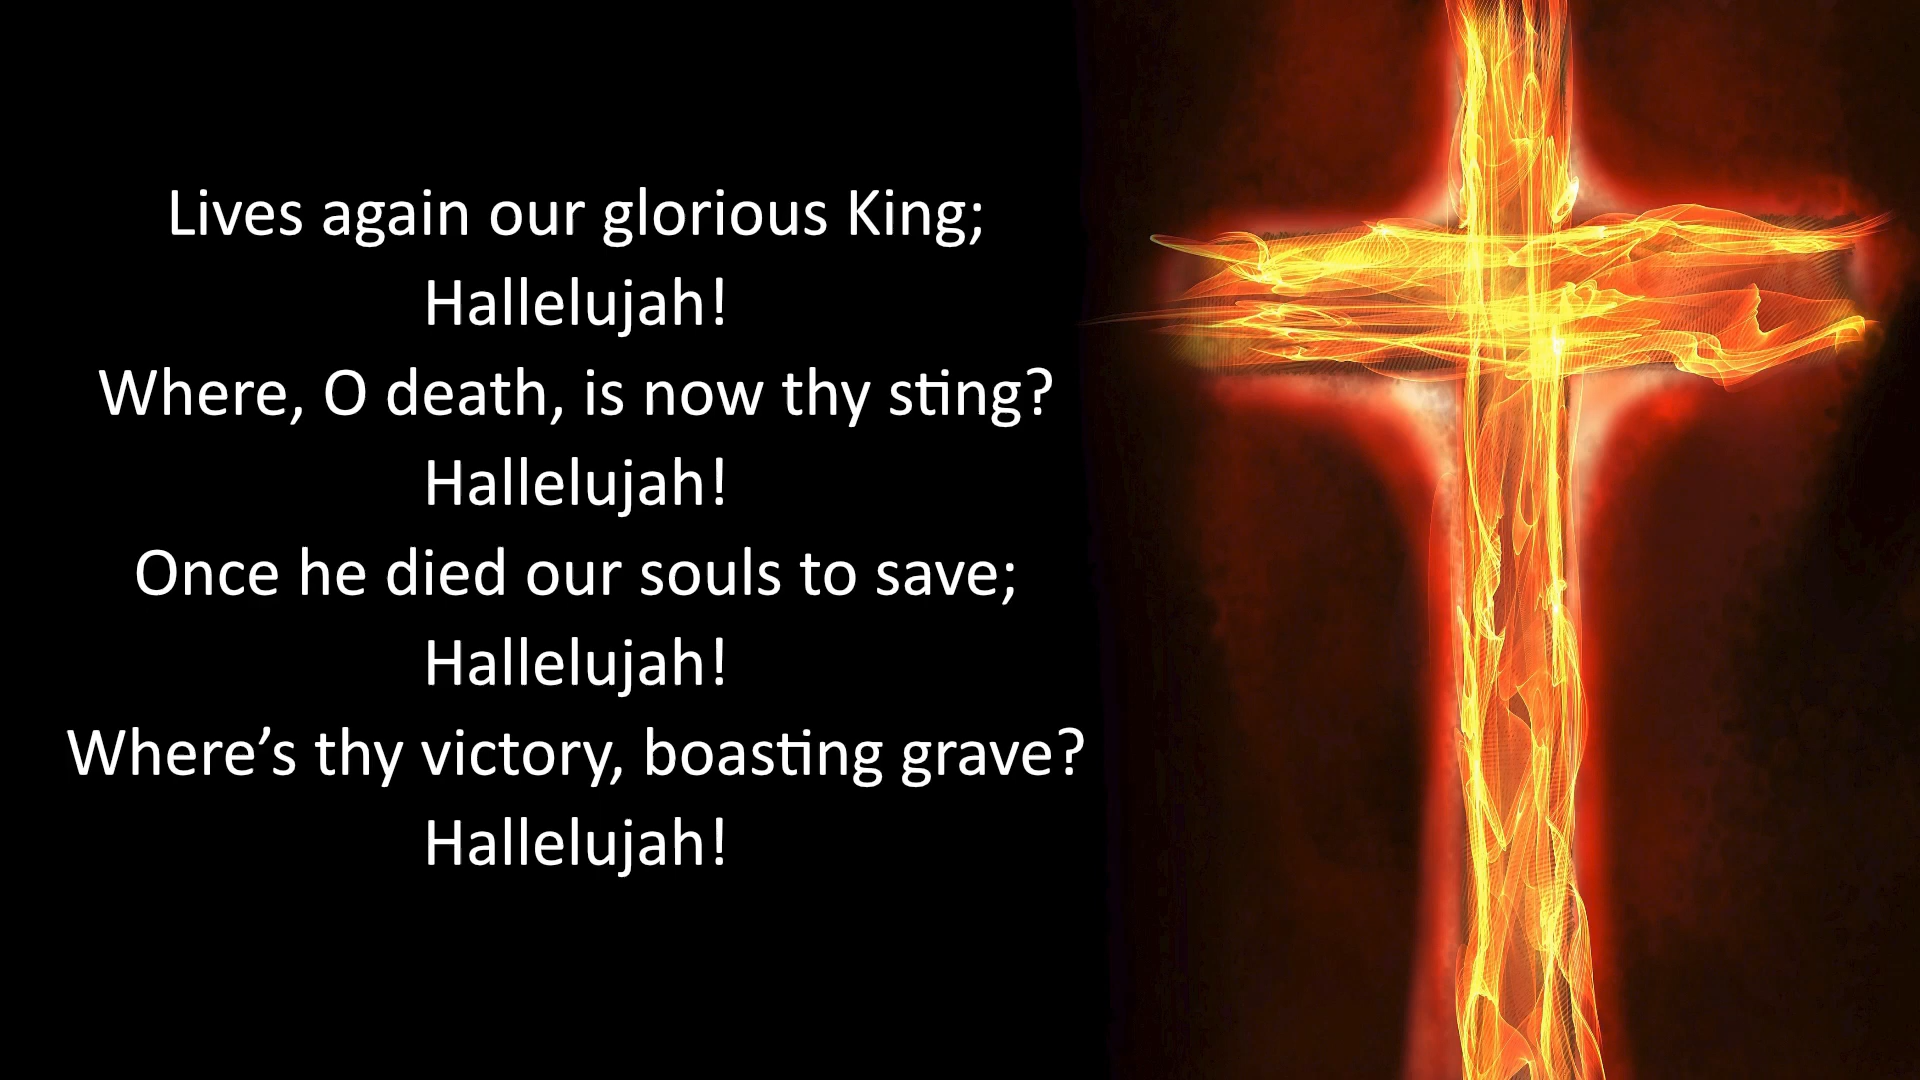 Lives again our glorious King;
Hallelujah!
Where, O death, is now thy sting?
Hallelujah!
Once he died our souls to save;
Hallelujah!
Where’s thy victory, boasting grave?
Hallelujah!